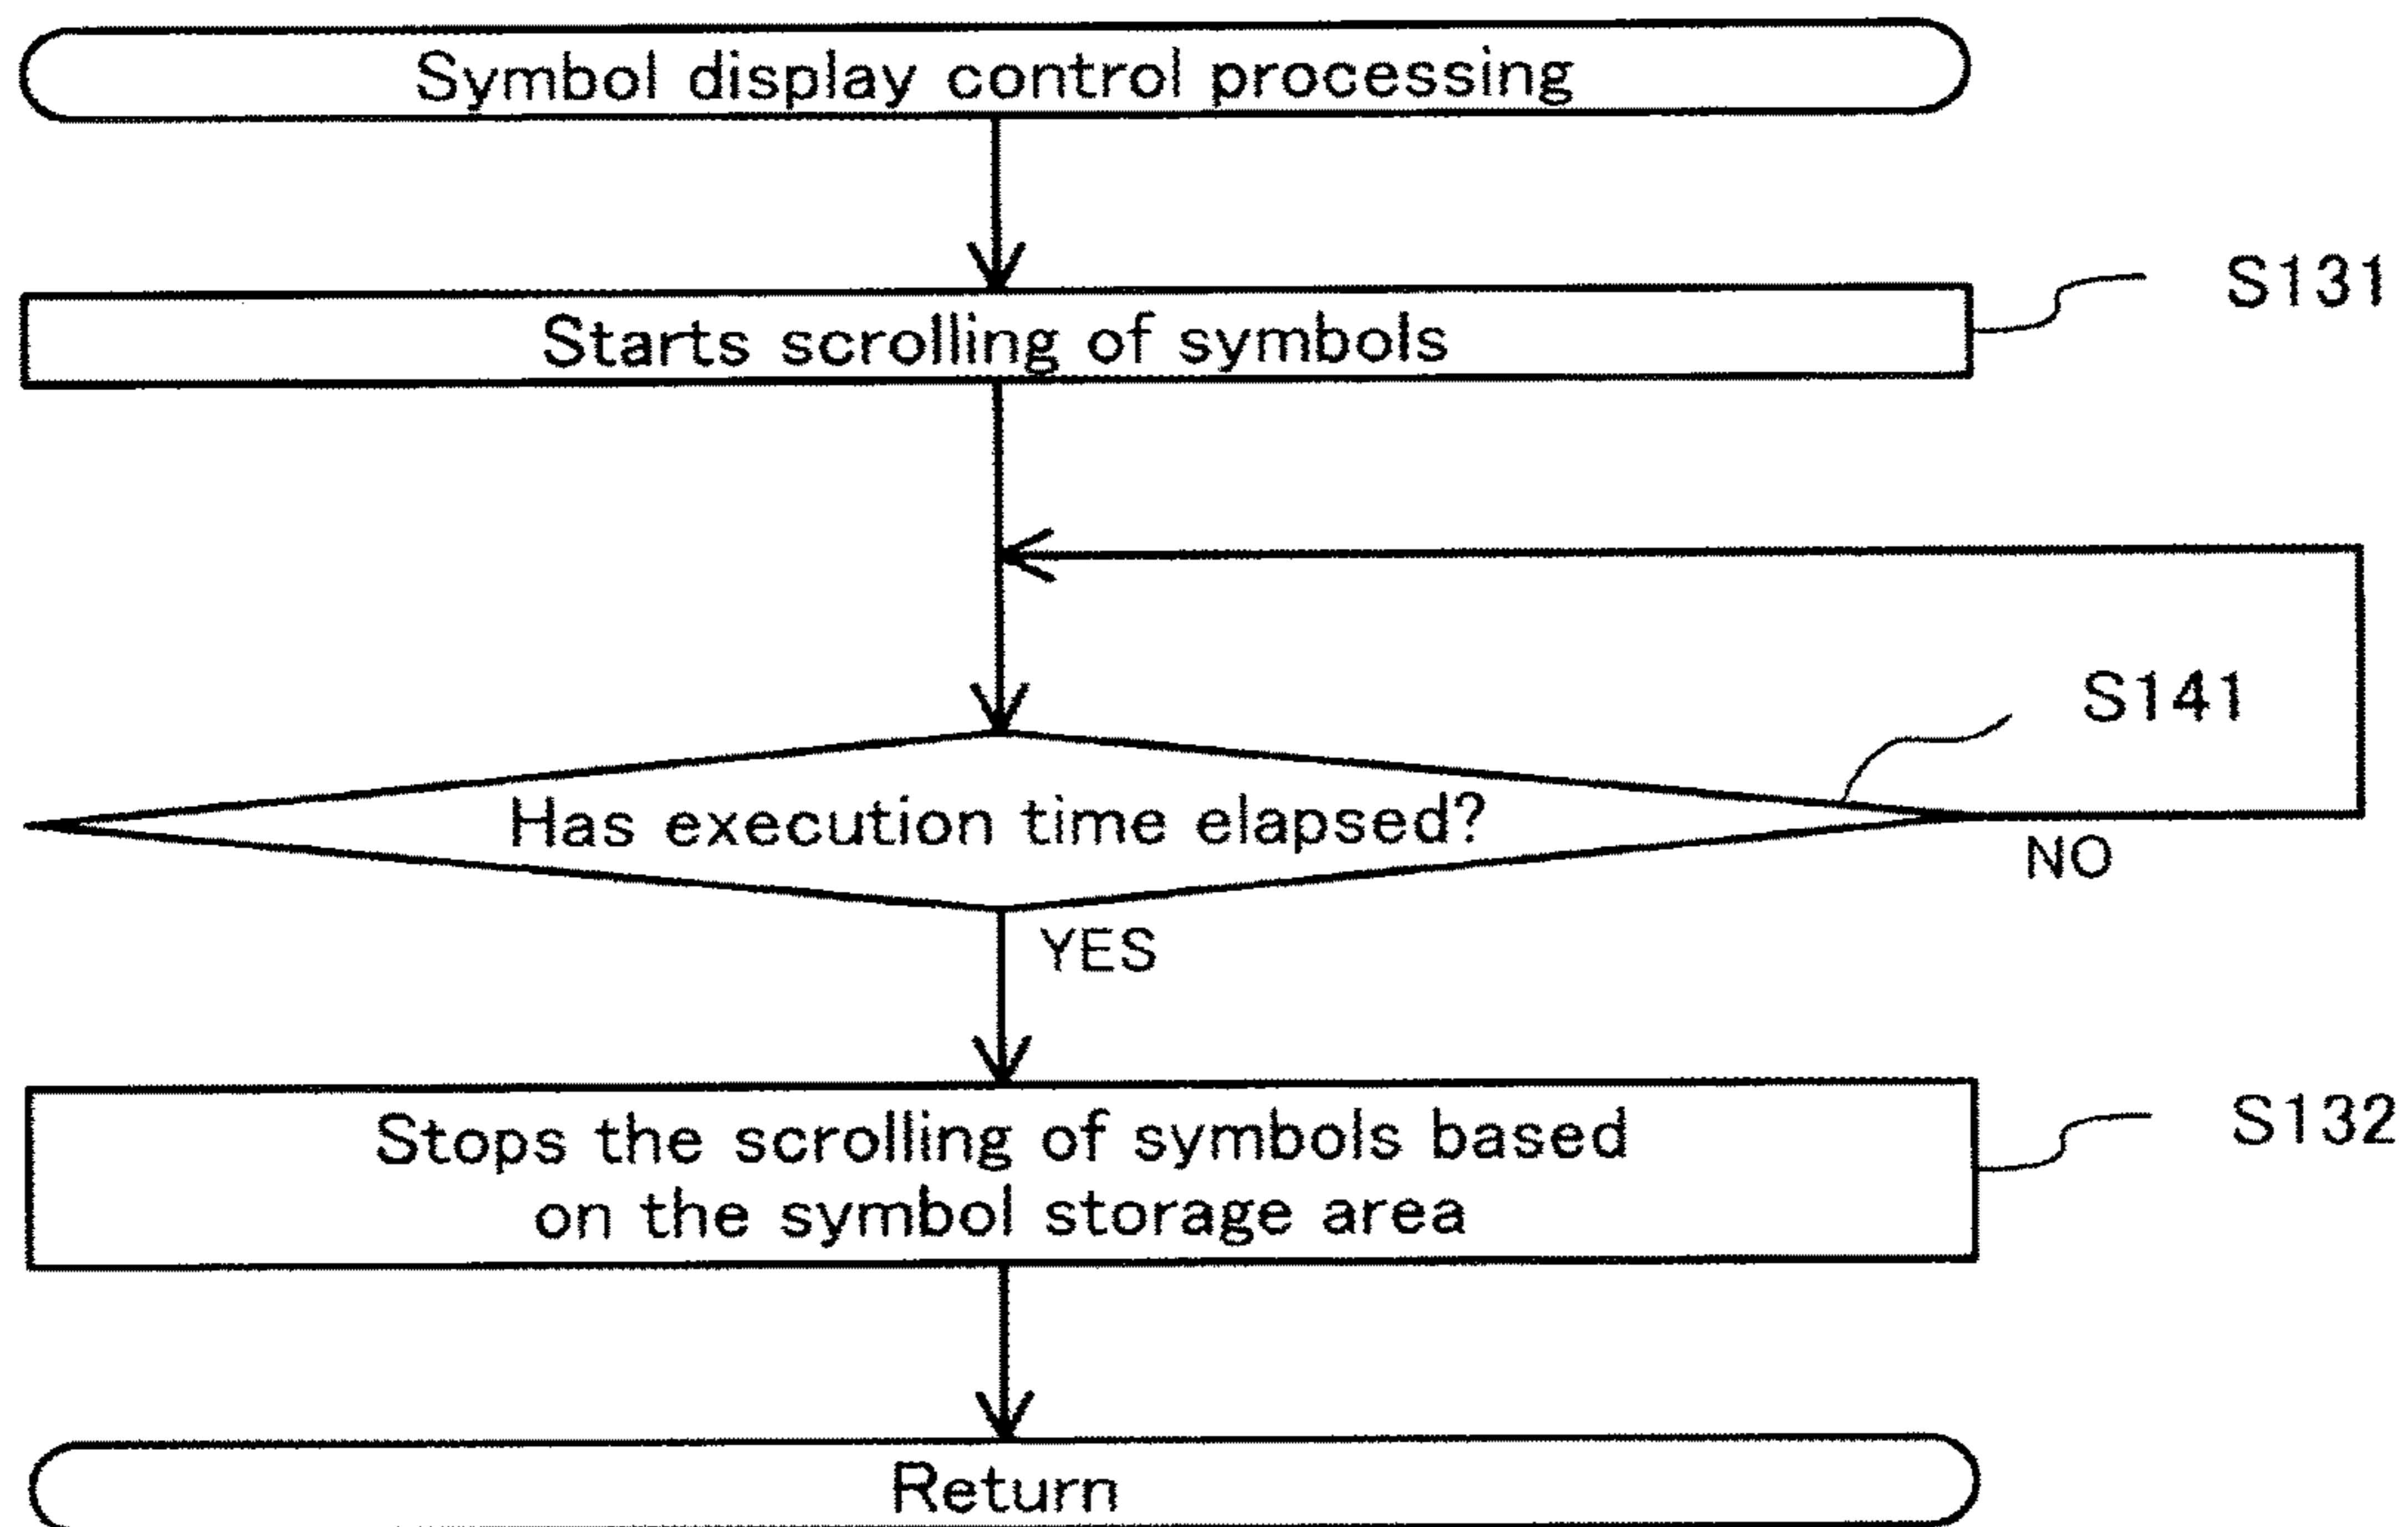 Symbol display control processing
Starts scrolling of symbols
S131
S141
Has execution time elapsed?
NO
YES
Stops the scrolling of symbols based
on the symbol storage area
S132
Return